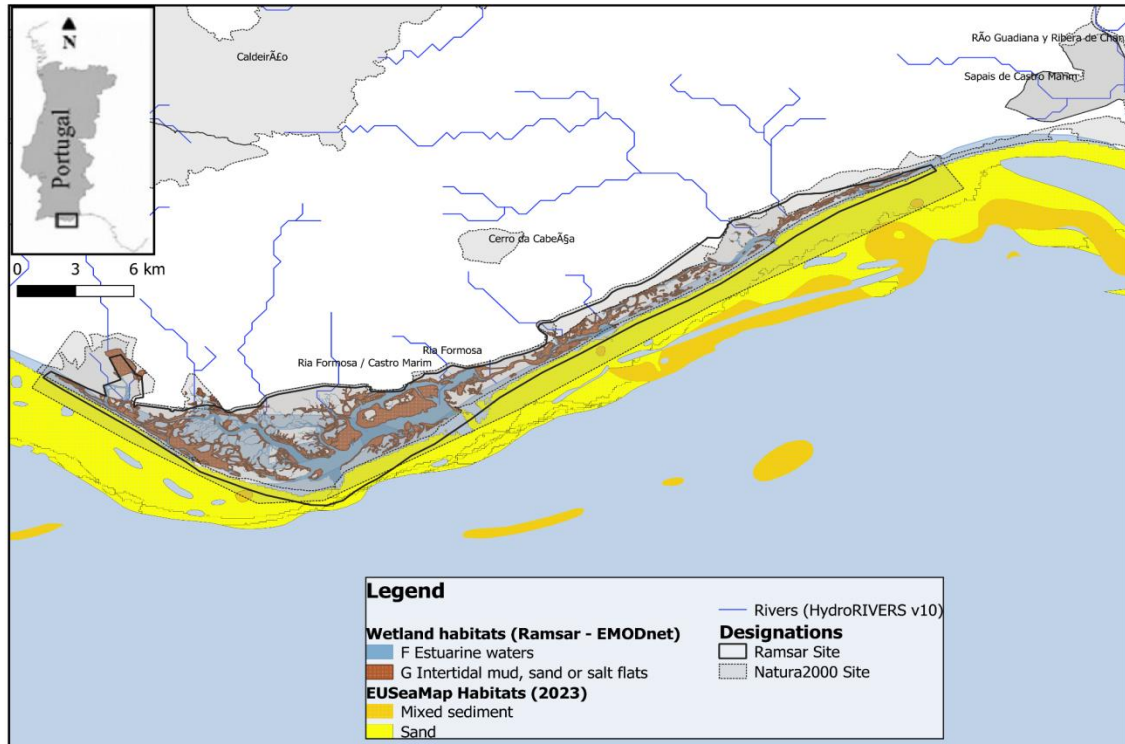 N
Portugal
0 3 6 km
CaldeirÃ£o
RÃo Guadiana y Ribera de Chan
Sapais de Castro Marim
Cerro da CabeÃ§a
Ria Formosa
Ria Formosa / Castro Marim
Legend
Wetland habitats (Ramsar - EMODnet)
F Estuarine waters
G Intertidal mud, sand or salt flats
EUSeaMap Habitats (2023)
Mixed sediment
Sand
Rivers (HydroRIVERS v10)
Designations
Ramsar Site
Natura2000 Site